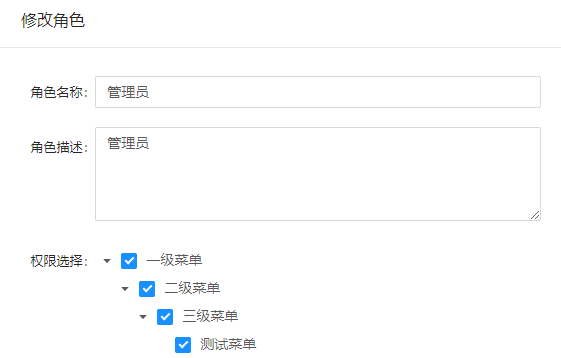 修改角色
角色名称: 管理员
角色描述: 管理员
权限选择: 一级菜单
二级菜单
三级菜单
测试菜单